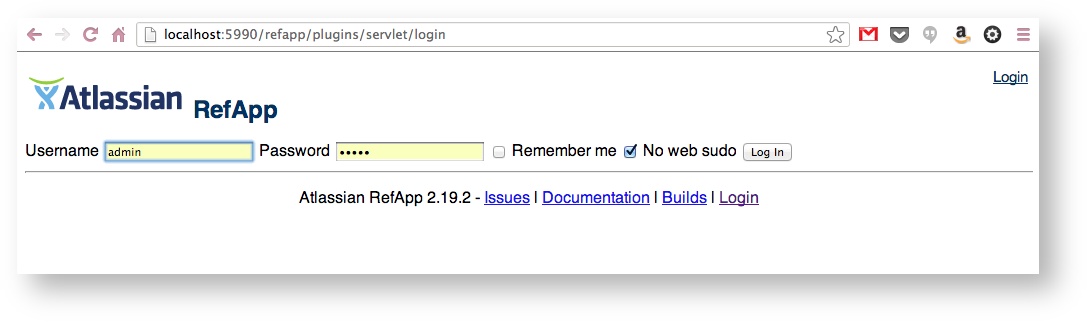 localhost:5990/refapp/plugins/servlet/login
Login
Atlassian RefApp
Username admin Password ••••• Remember me No web sudo Log In
Atlassian RefApp 2.19.2 - Issues | Documentation | Builds | Login